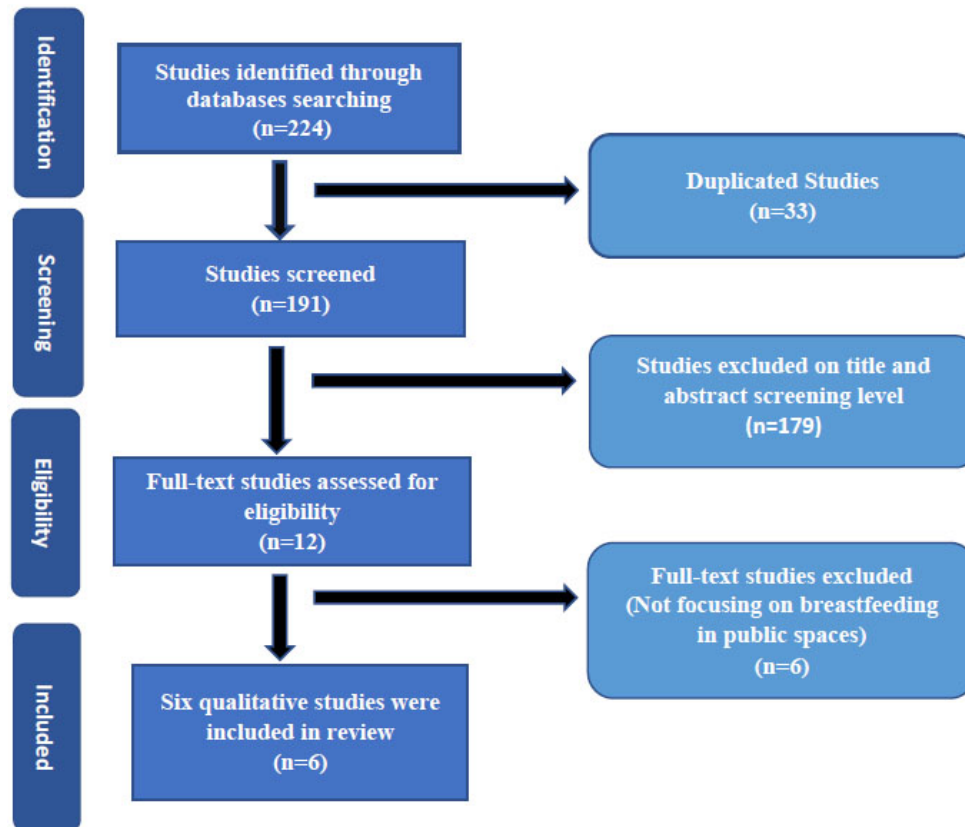 Identification
Studies identified through
databases searching
(n=224)
Duplicated Studies
(n=33)
Screening
Studies screened
(n=191)
Studies excluded on title and
abstract screening level
(n=179)
Eligibility
Full-text studies assessed for
eligibility
(n=12)
Full-text studies excluded
(Not focusing on breastfeeding
in public spaces)
(n=6)
Included
Six qualitative studies were
included in review
(n=6)